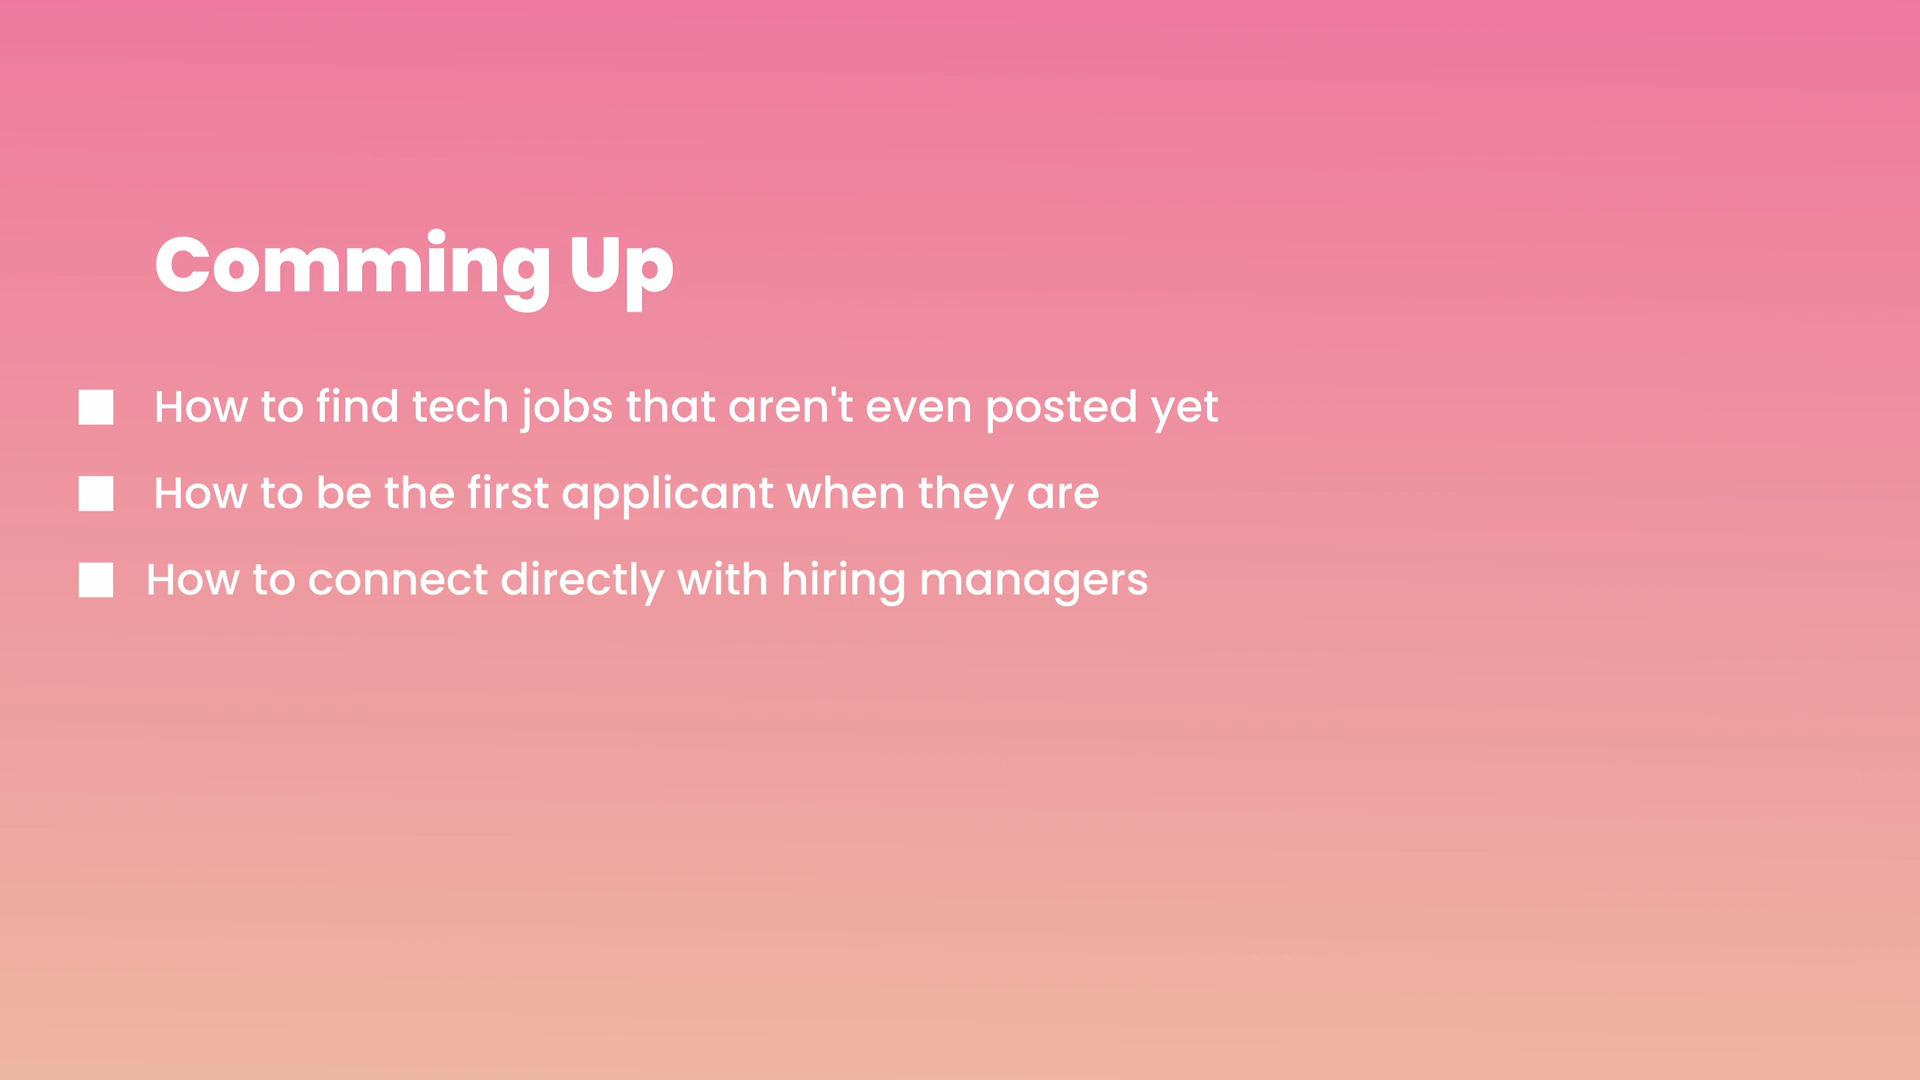 Comming Up
How to find tech jobs that aren't even posted yet
How to be the first applicant when they are
How to connect directly with hiring managers